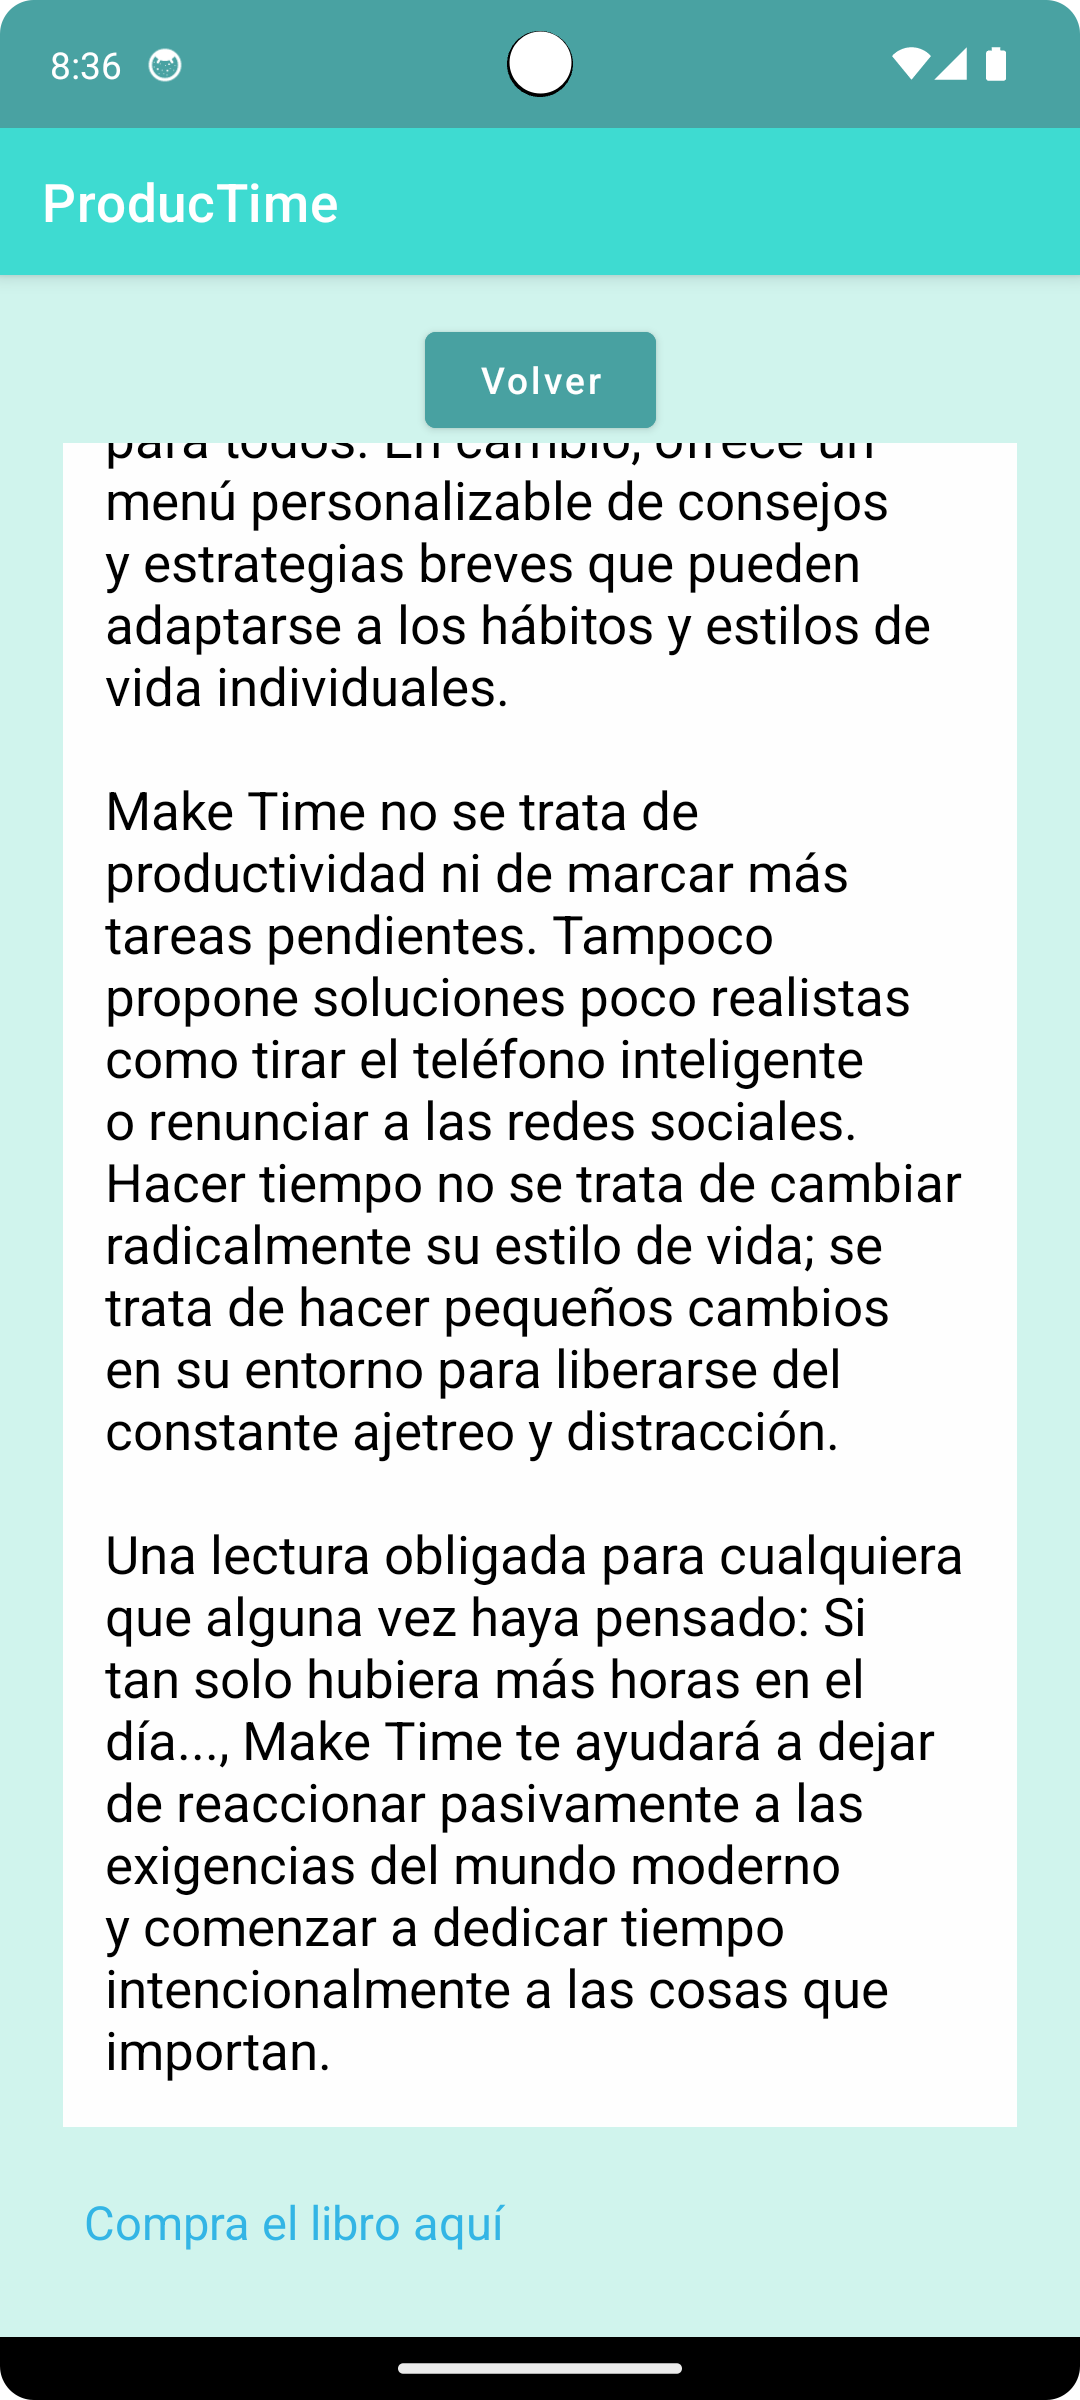 8:36
ProducTime
Volver
para todos. En cambio, ofrece un
menú personalizable de consejos
y estrategias breves que pueden
adaptarse a los hábitos y estilos de
vida individuales.
Make Time no se trata de
productividad ni de marcar más
tareas pendientes. Tampoco
propone soluciones poco realistas
como tirar el teléfono inteligente
o renunciar a las redes sociales.
Hacer tiempo no se trata de cambiar
radicalmente su estilo de vida; se
trata de hacer pequeños cambios
en su entorno para liberarse del
constante ajetreo y distracción.
Una lectura obligada para cualquiera
que alguna vez haya pensado: Si
tan solo hubiera más horas en el
día..., Make Time te ayudará a dejar
de reaccionar pasivamente a las
exigencias del mundo moderno
y comenzar a dedicar tiempo
intencionalmente a las cosas que
importan.
Compra el libro aquí